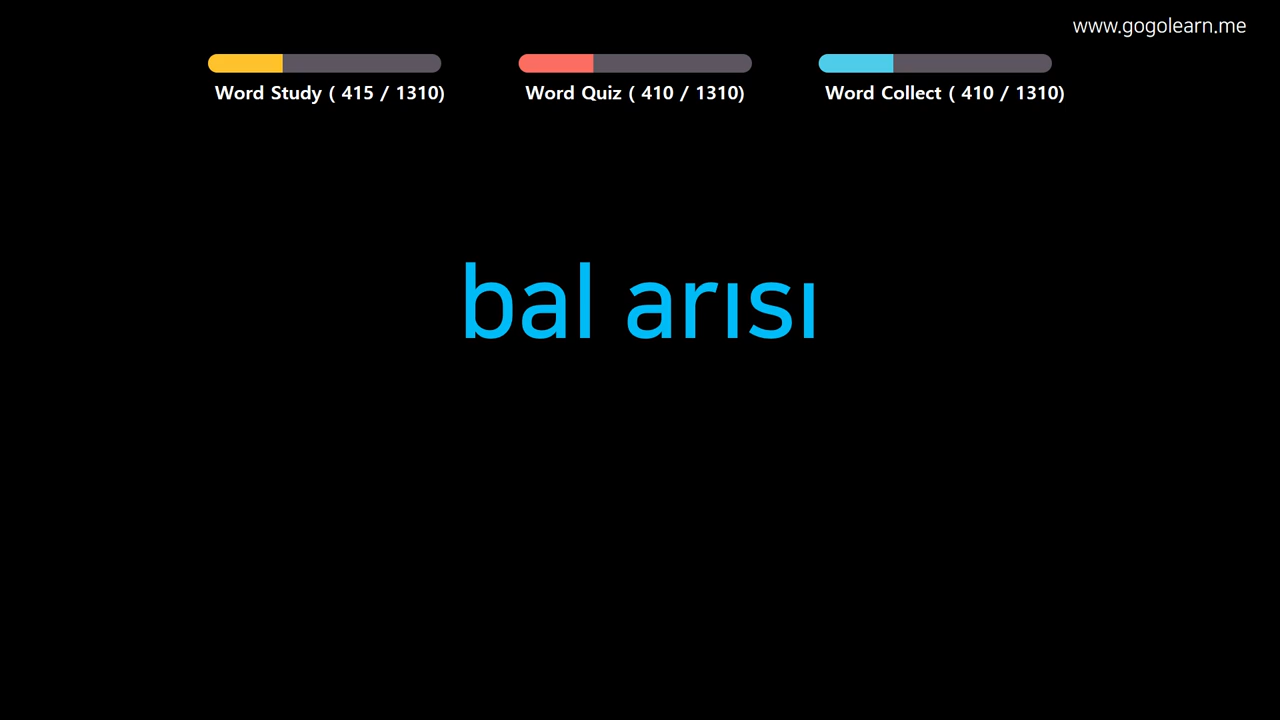 www.gogolearn.me
Word Study ( 415 / 1310)
Word Quiz ( 410 / 1310)
Word Collect ( 410 / 1310)
bal arısı